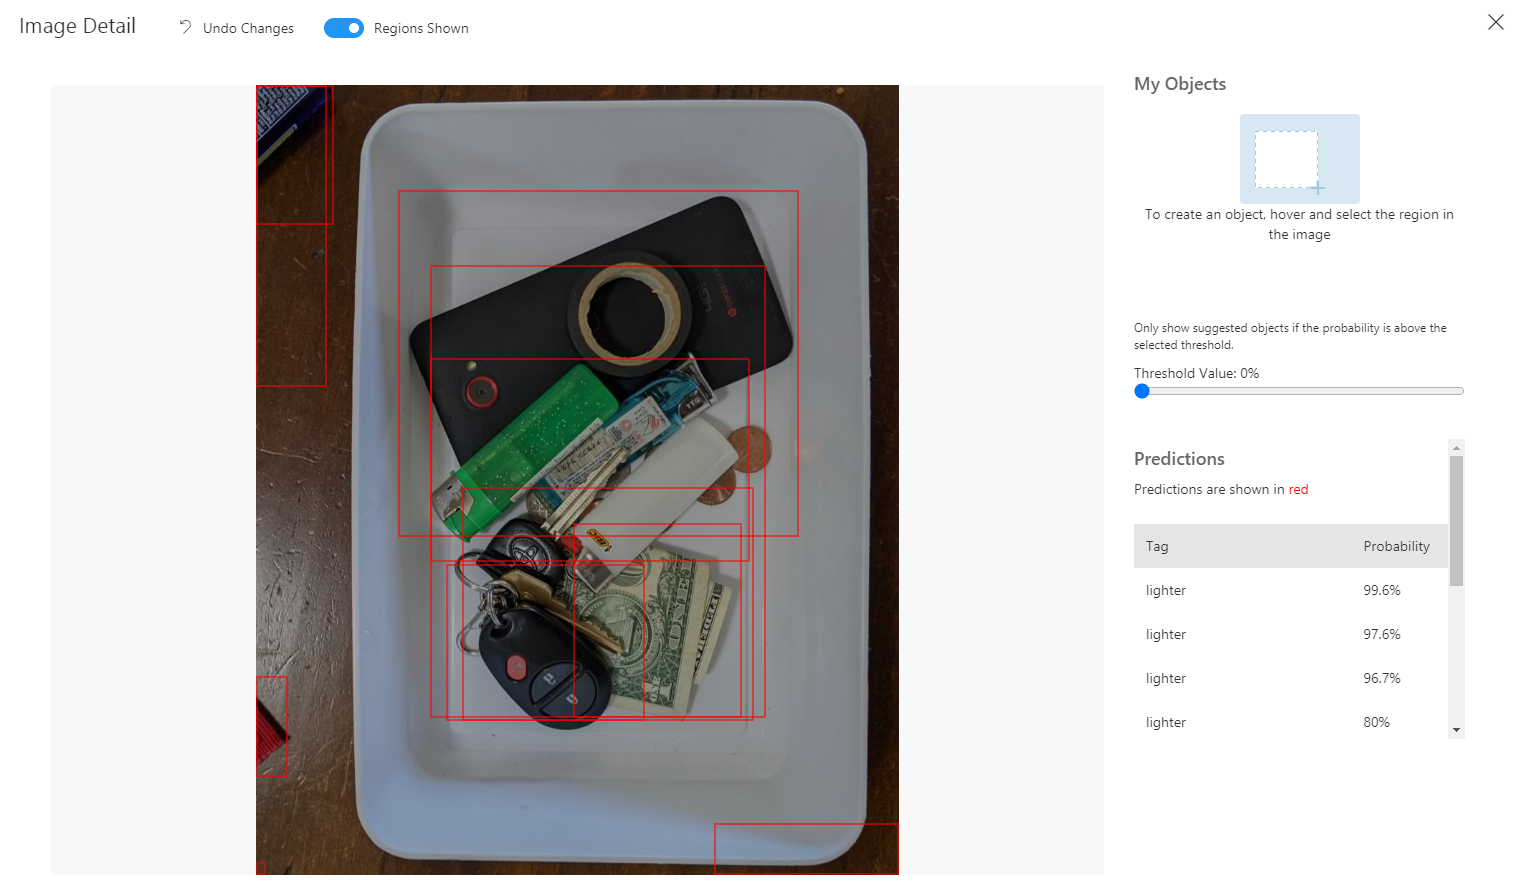 Image Detail
Undo Changes
Regions Shown
My Objects
To create an object, hover and select the region in
the image
Only show suggested objects if the probability is above the
selected threshold.
Threshold Value: 0%
Predictions
Predictions are shown in red
Tag Probability
lighter 99.6%
lighter 97.6%
lighter 96.7%
lighter 80%
BIC
ONE